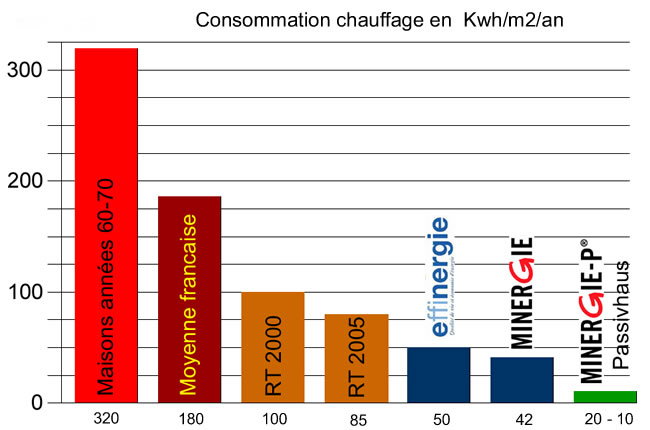 Consommation chauffage en Kwh/m2/an
300
200
100
0
Maisons années 60-70
Moyenne francaise
RT 2000
RT 2005
effinergie
MINERGIE
MINERGIE-P®
Passivhaus
320
180
100
85
50
42
20 - 10